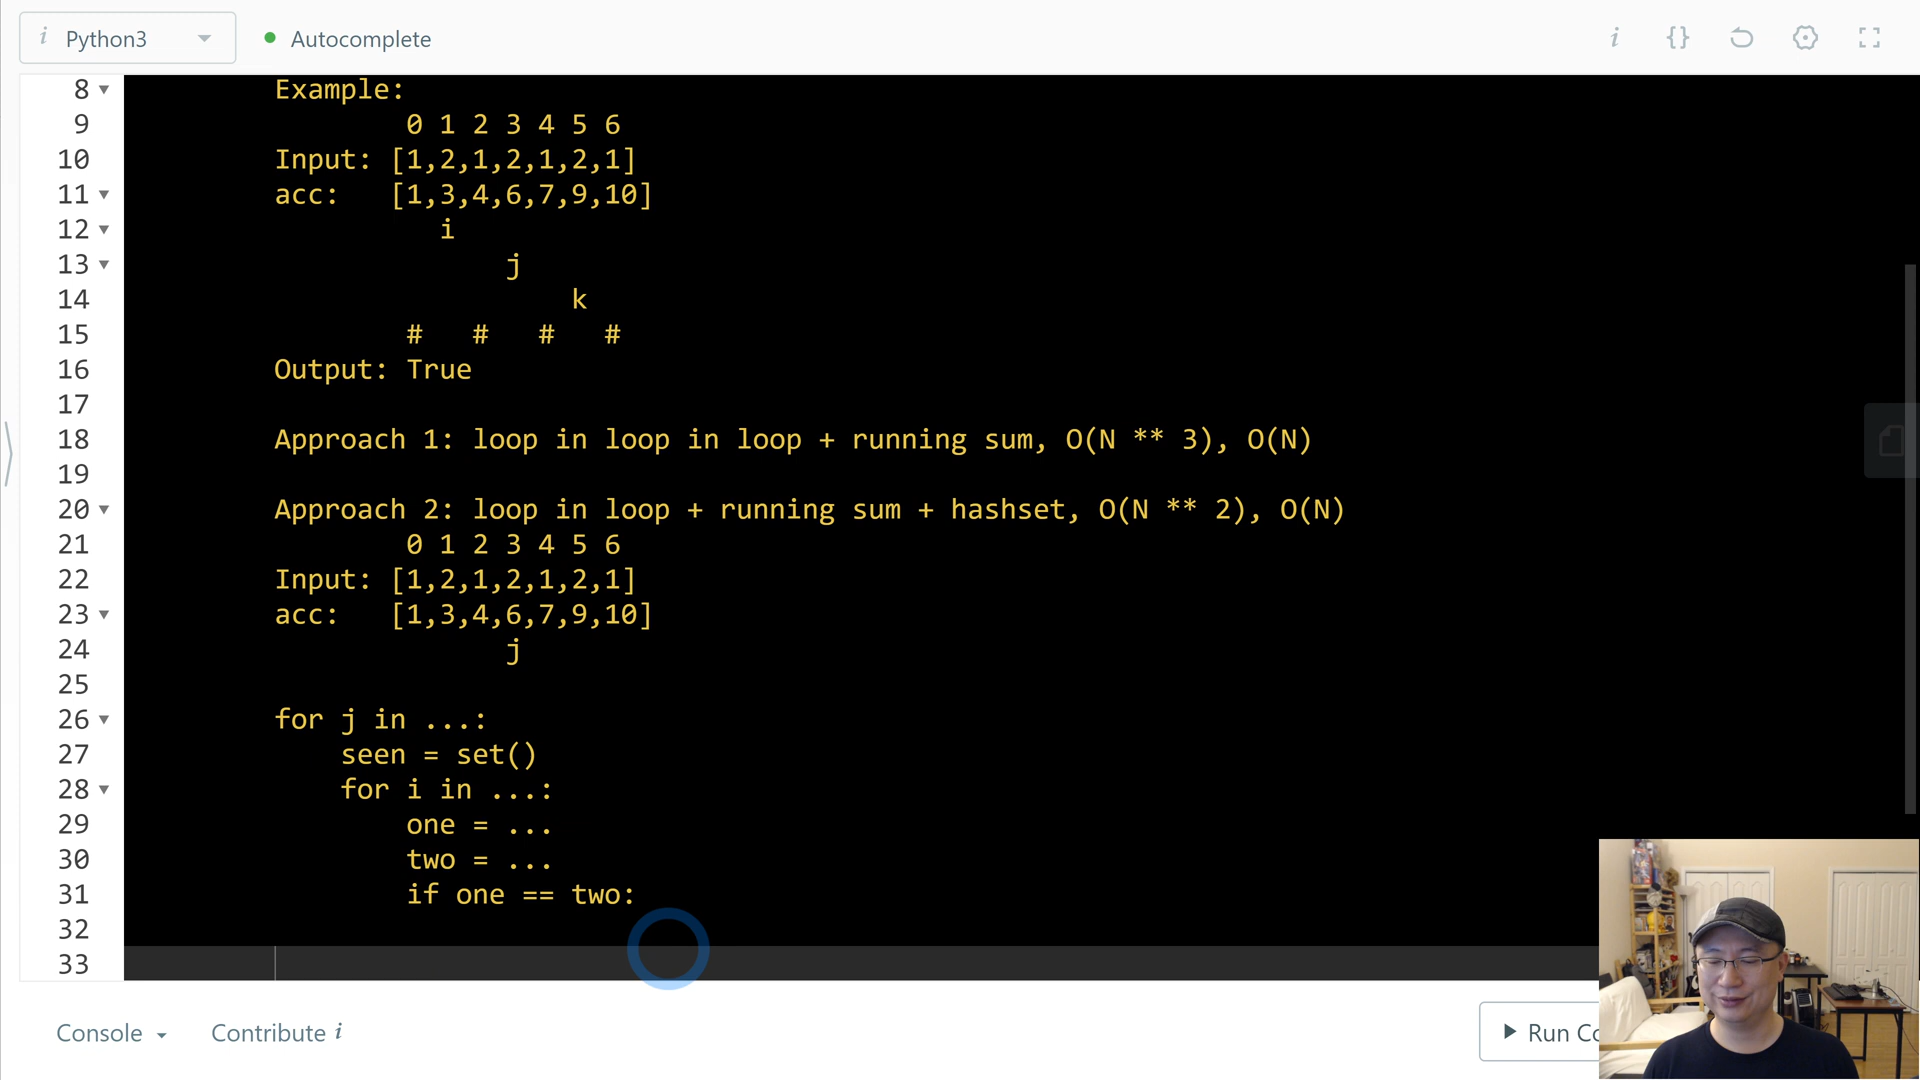 i Python3 Autocomplete i {}
8 Example:
9 0 1 2 3 4 5 6
10 Input: [1,2,1,2,1,2,1]
11 acc: [1,3,4,6,7,9,10]
12 i
13 j
14 k
15 # # # #
16 Output: True
17
18 Approach 1: loop in loop in loop + running sum, O(N ** 3), O(N)
19
20 Approach 2: loop in loop + running sum + hashset, O(N ** 2), O(N)
21 0 1 2 3 4 5 6
22 Input: [1,2,1,2,1,2,1]
23 acc: [1,3,4,6,7,9,10]
24 j
25
26 for j in ...:
27 seen = set()
28 for i in ...:
29 one = ...
30 two = ...
31 if one == two:
32
33
Console Contribute i Run